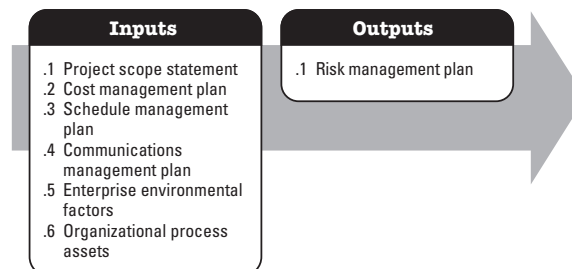 Inputs
.1 Project scope statement
.2 Cost management plan
.3 Schedule management
plan
.4 Communications
management plan
.5 Enterprise environmental
factors
.6 Organizational process
assets
Outputs
.1 Risk management plan